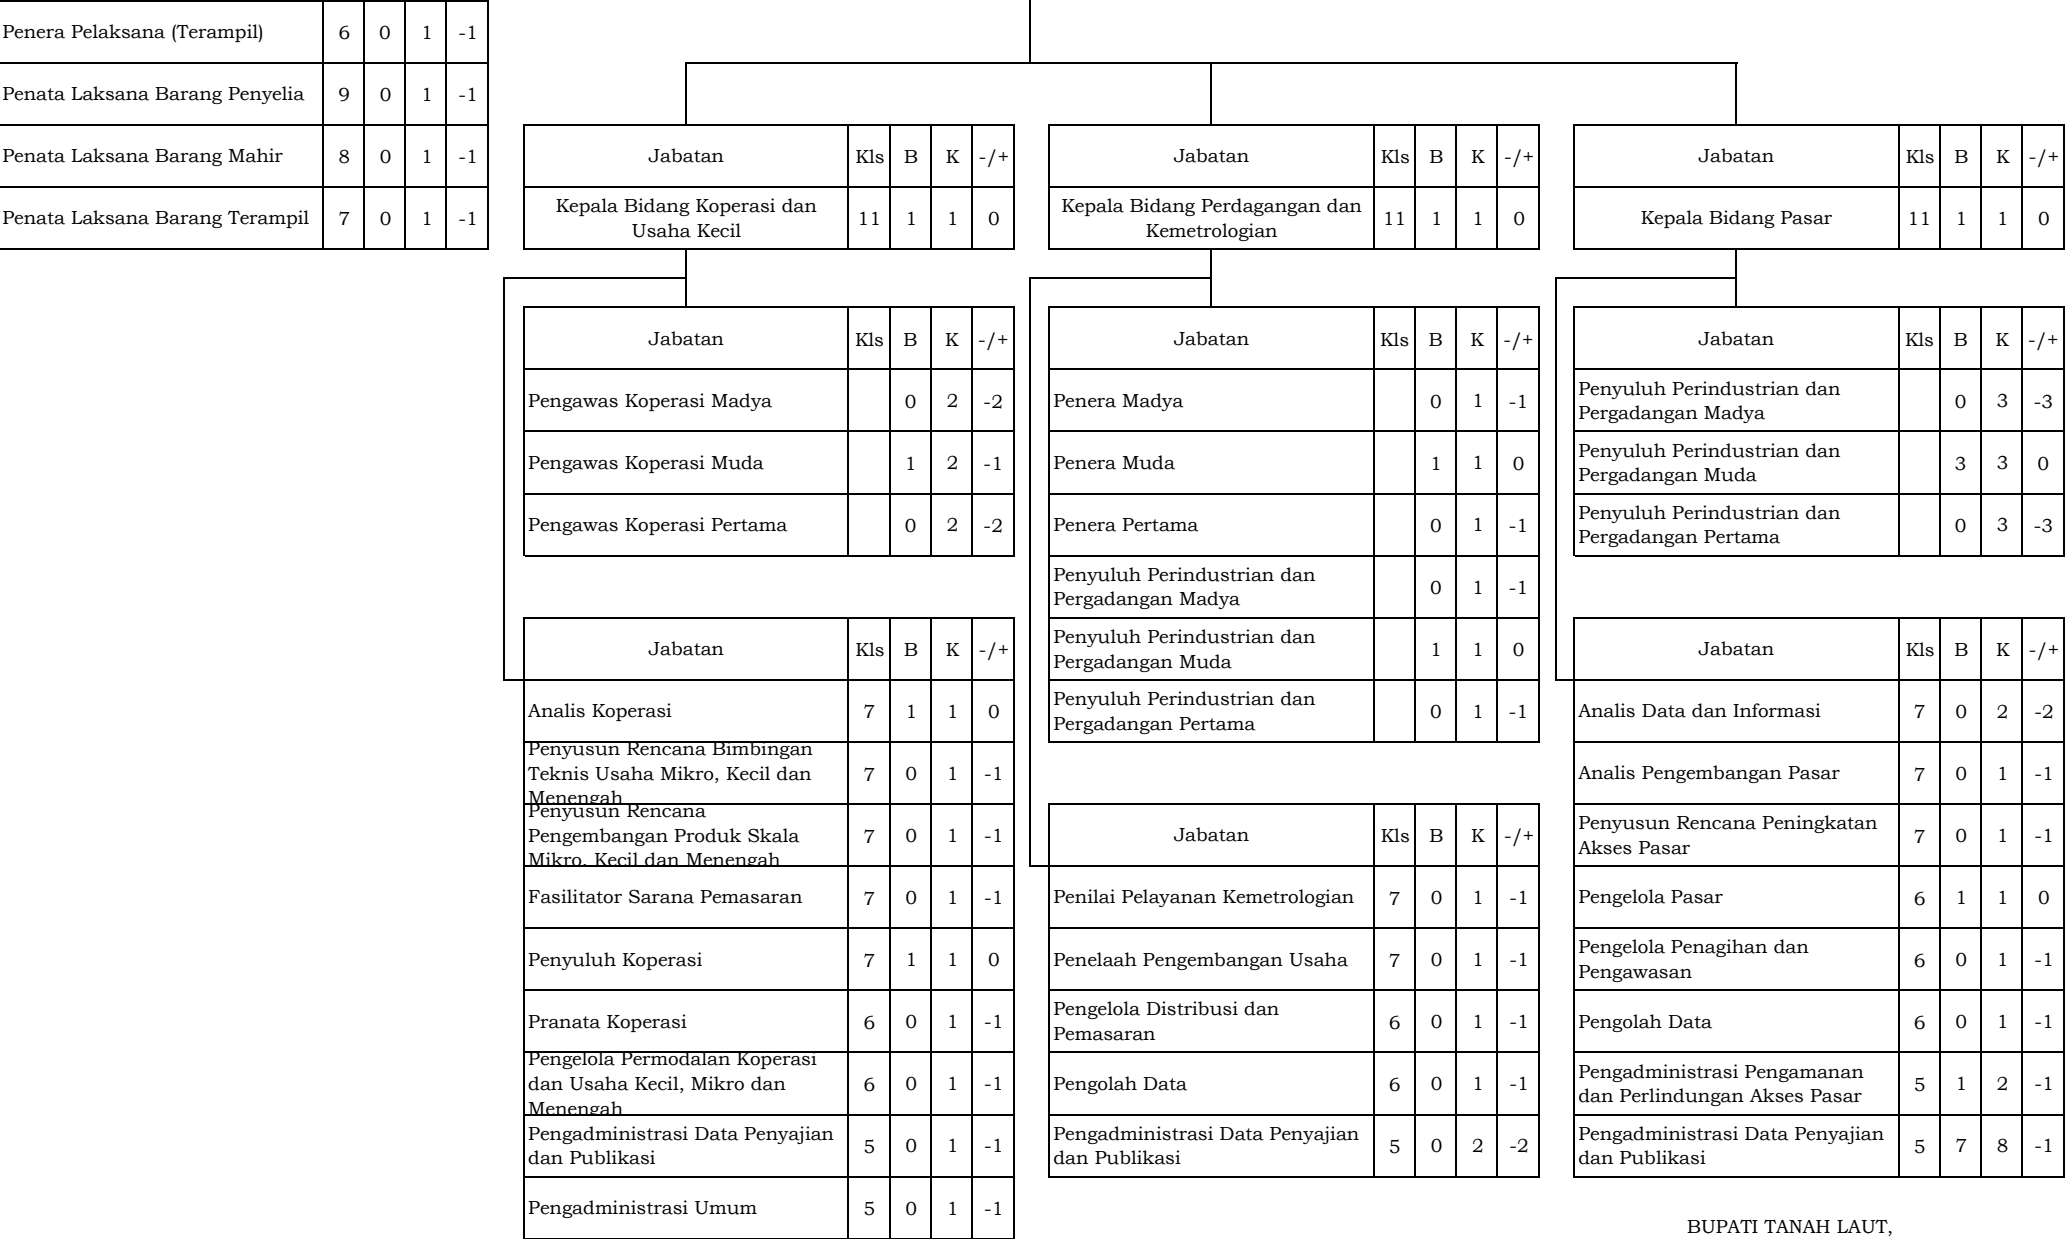 Penera Pelaksana (Terampil) 6 0 1 -1
Penata Laksana Barang Penyelia 9 0 1 -1
Penata Laksana Barang Mahir 8 0 1 -1
Penata Laksana Barang Terampil 7 0 1 -1
Jabatan Kls B K -/+
Kepala Bidang Koperasi dan
Usaha Kecil 11 1 1 0
Jabatan Kls B K -/+
Pengawas Koperasi Madya 0 2 -2
Pengawas Koperasi Muda 1 2 -1
Pengawas Koperasi Pertama 0 2 -2
Jabatan Kls B K -/+
Analis Koperasi 7 1 1 0
Penyusun Rencana Bimbingan
Teknis Usaha Mikro, Kecil dan
Menengah 7 0 1 -1
Penyusun Rencana
Pengembangan Produk Skala
Mikro, Kecil dan Menengah 7 0 1 -1
Fasilitator Sarana Pemasaran 7 0 1 -1
Penyuluh Koperasi 7 1 1 0
Pranata Koperasi 6 0 1 -1
Pengelola Permodalan Koperasi
dan Usaha Kecil, Mikro dan
Menengah 6 0 1 -1
Pengadministrasi Data Penyajian
dan Publikasi 5 0 1 -1
Pengadministrasi Umum 5 0 1 -1
Jabatan Kls B K -/+
Kepala Bidang Perdagangan dan
Kemetrologian 11 1 1 0
Jabatan Kls B K -/+
Penera Madya 0 1 -1
Penera Muda 1 1 0
Penera Pertama 0 1 -1
Penyuluh Perindustrian dan
Pergadangan Madya 0 1 -1
Penyuluh Perindustrian dan
Pergadangan Muda 1 1 0
Penyuluh Perindustrian dan
Pergadangan Pertama 0 1 -1
Jabatan Kls B K -/+
Penilai Pelayanan Kemetrologian 7 0 1 -1
Penelaah Pengembangan Usaha 7 0 1 -1
Pengelola Distribusi dan
Pemasaran 6 0 1 -1
Pengolah Data 6 0 1 -1
Pengadministrasi Data Penyajian
dan Publikasi 5 0 2 -2
Jabatan Kls B K -/+
Kepala Bidang Pasar 11 1 1 0
Jabatan Kls B K -/+
Penyuluh Perindustrian dan
Pergadangan Madya 0 3 -3
Penyuluh Perindustrian dan
Pergadangan Muda 3 3 0
Penyuluh Perindustrian dan
Pergadangan Pertama 0 3 -3
Jabatan Kls B K -/+
Analis Data dan Informasi 7 0 2 -2
Analis Pengembangan Pasar 7 0 1 -1
Penyusun Rencana Peningkatan
Akses Pasar 7 0 1 -1
Pengelola Pasar 6 1 1 0
Pengelola Penagihan dan
Pengawasan 6 0 1 -1
Pengolah Data 6 0 1 -1
Pengadministrasi Pengamanan
dan Perlindungan Akses Pasar 5 1 2 -1
Pengadministrasi Data Penyajian
dan Publikasi 5 7 8 -1
BUPATI TANAH LAUT,